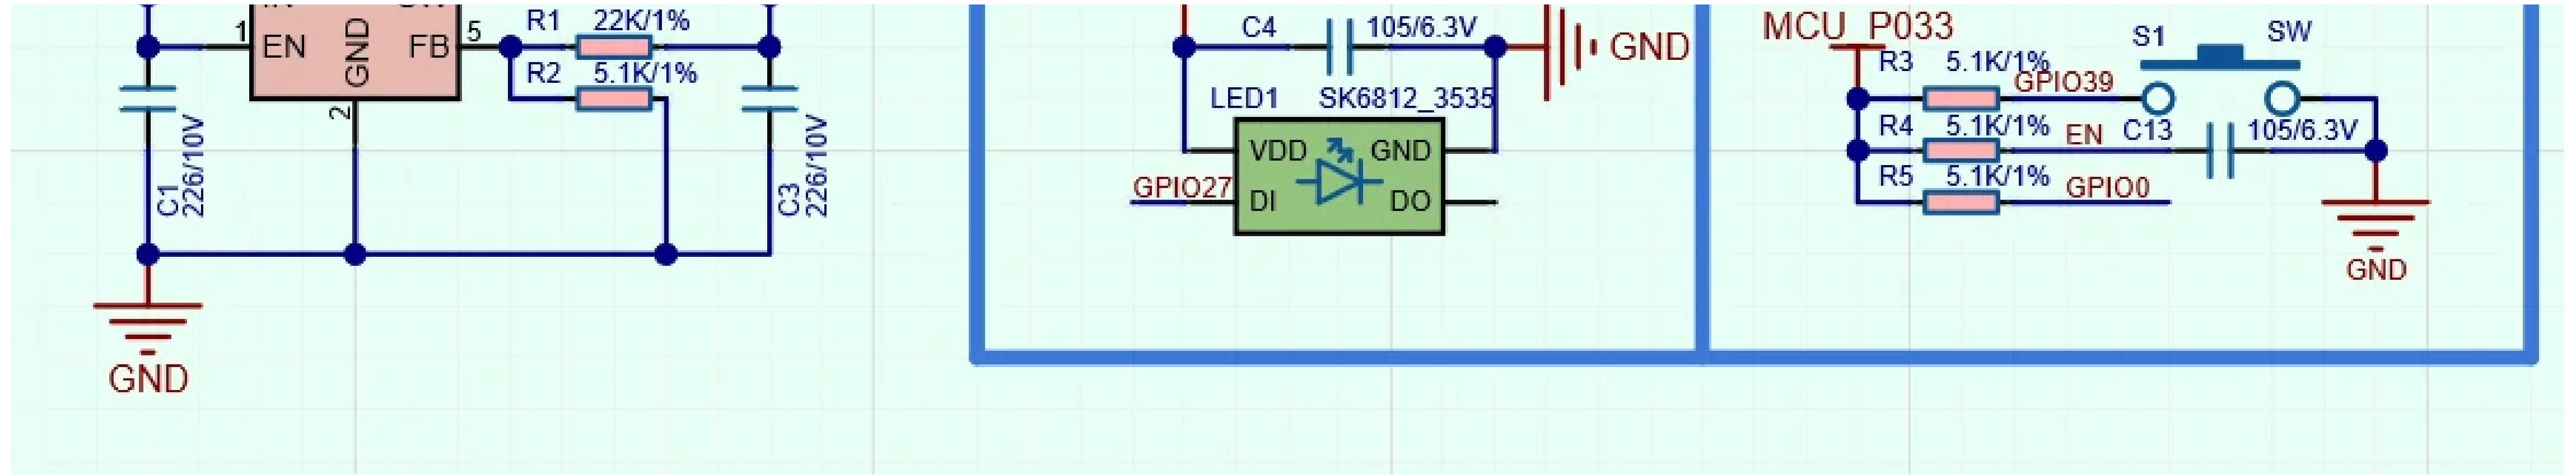 1
EN
GND
FB
5
2
R1
22K/1%
R2
5.1K/1%
C1
226/10V
C3
226/10V
GND
C4
105/6.3V
GND
LED1
SK6812_3535
VDD
GND
DI
DO
GPIO27
MCU_P033
R3
5.1K/1%
GPIO39
S1
SW
R4
5.1K/1%
EN
C13
105/6.3V
R5
5.1K/1%
GPIO0
GND